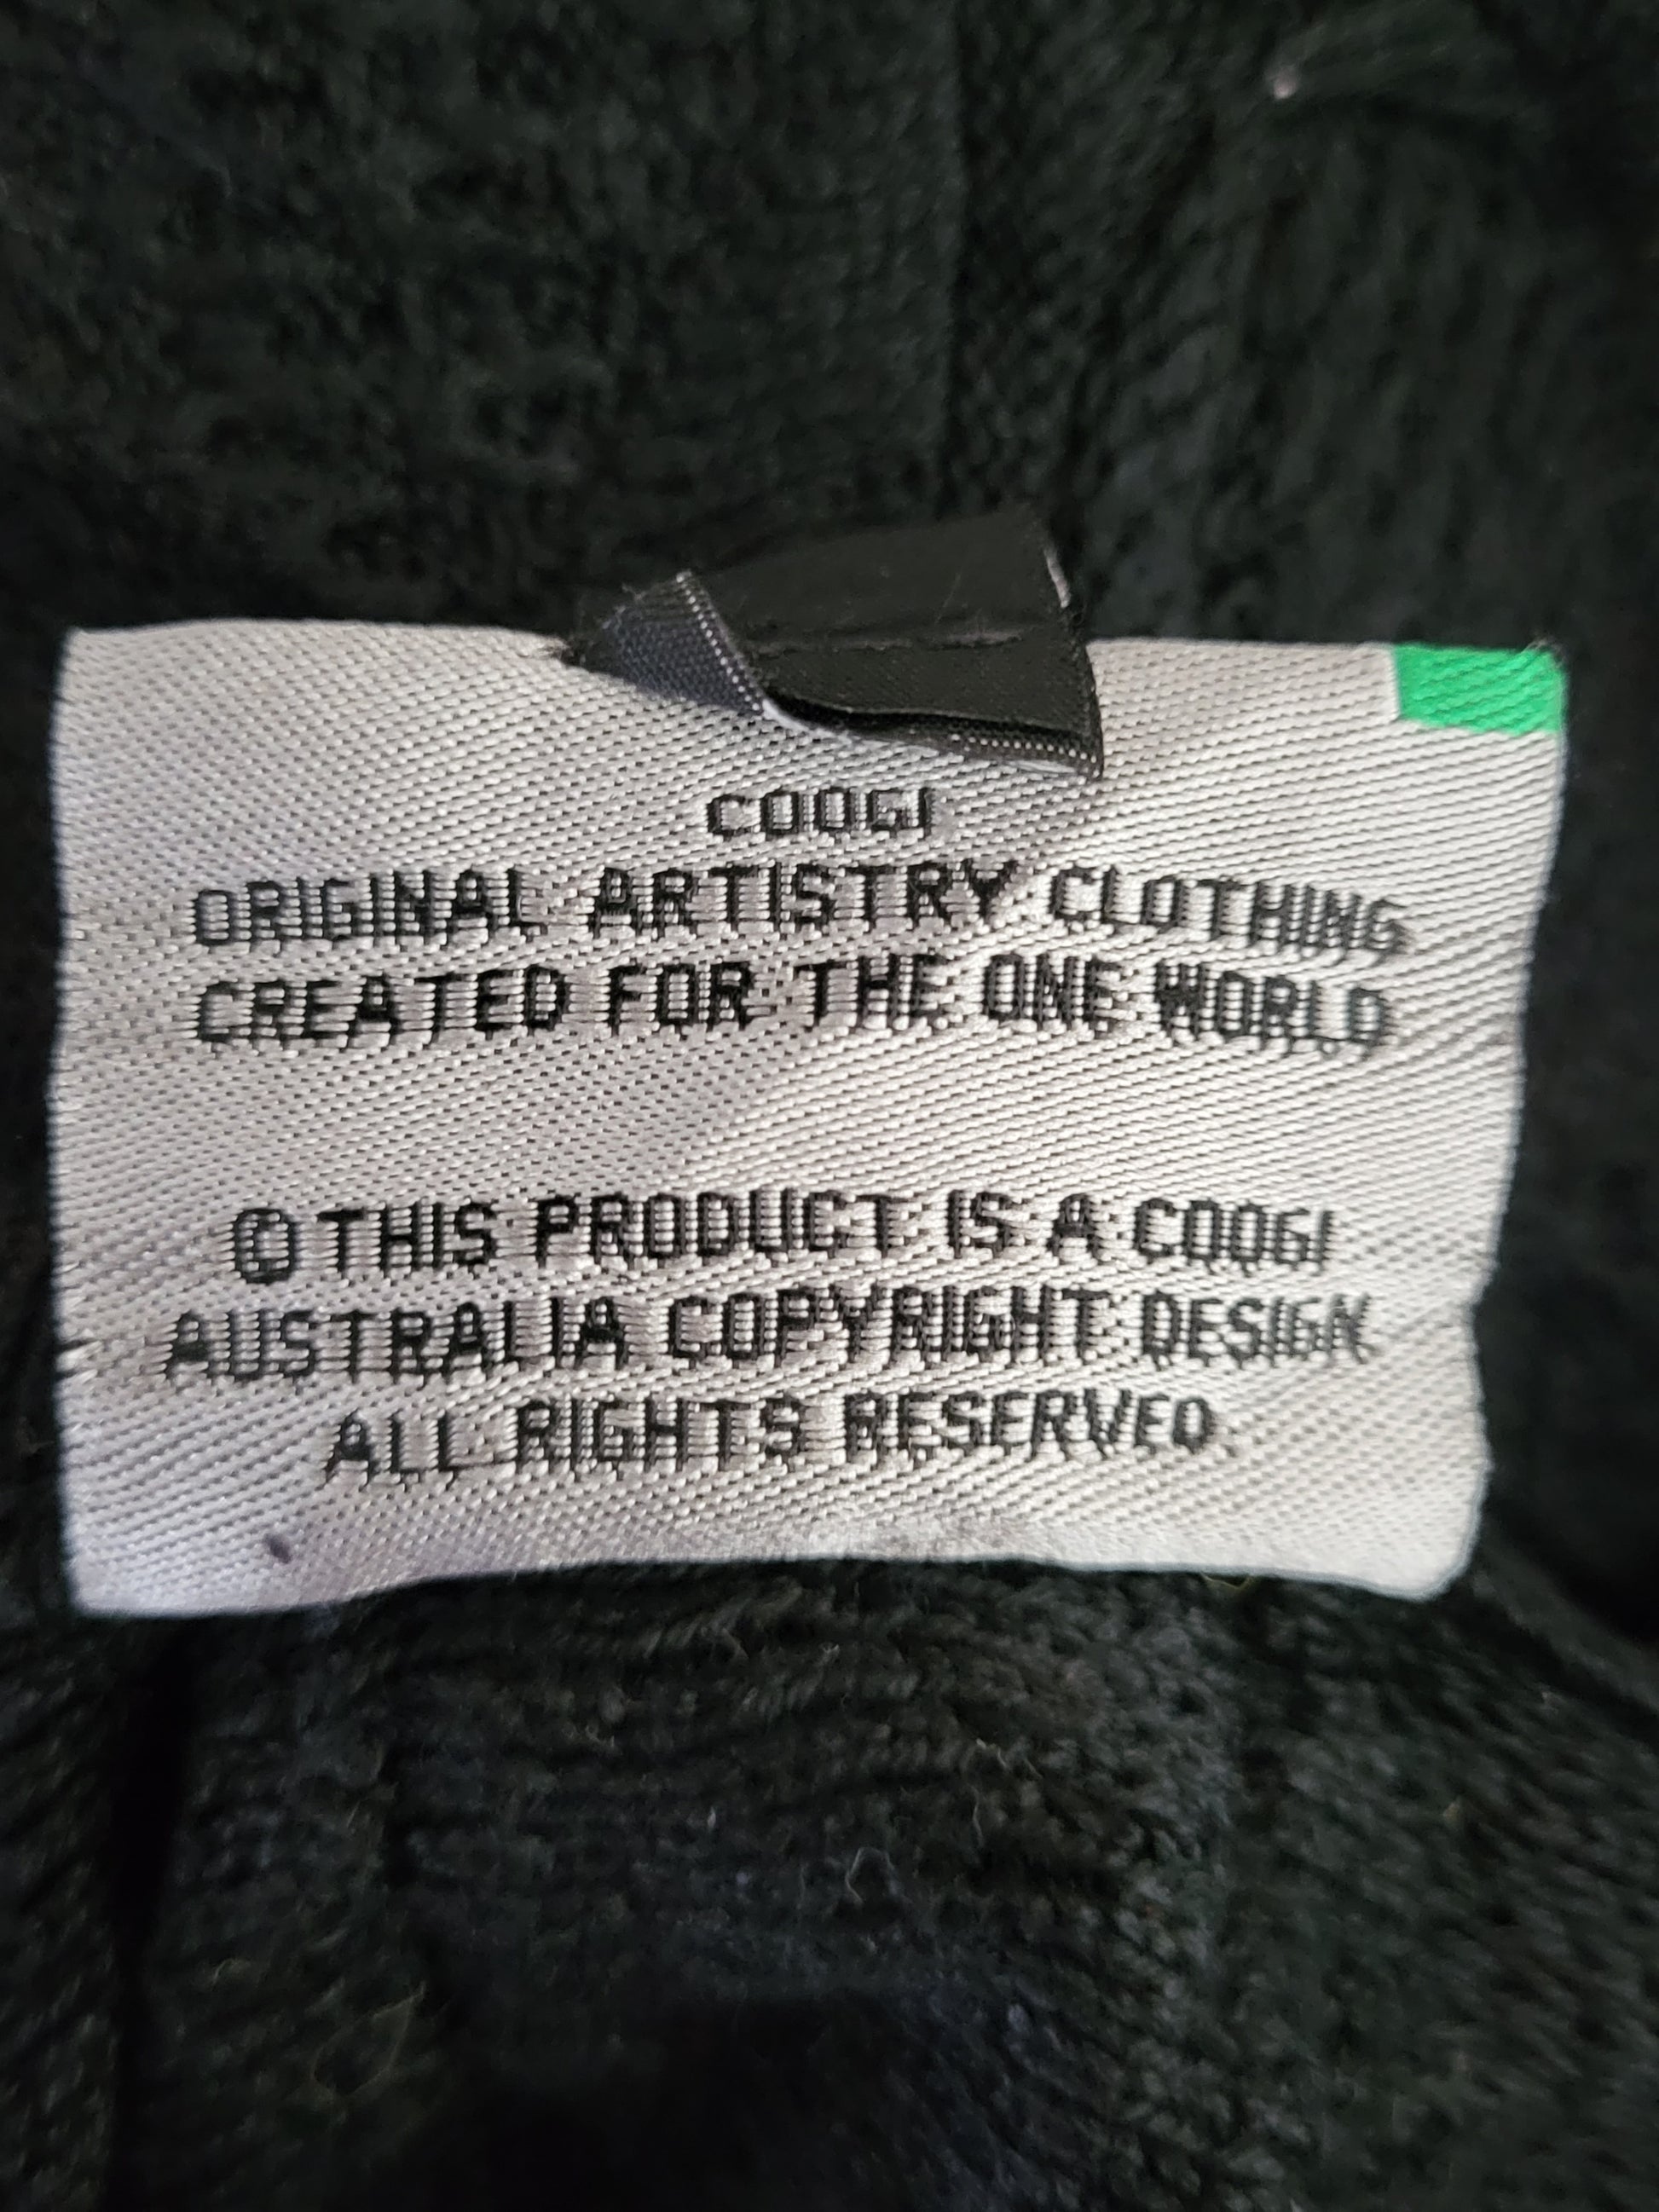 COOGI
ORIGINAL ARTISTRY CLOTHING
CREATED FOR THE ONE WORLD
© THIS PRODUCT IS A COOGI
AUSTRALIA COPYRIGHT DESIGN
ALL RIGHTS RESERVED.